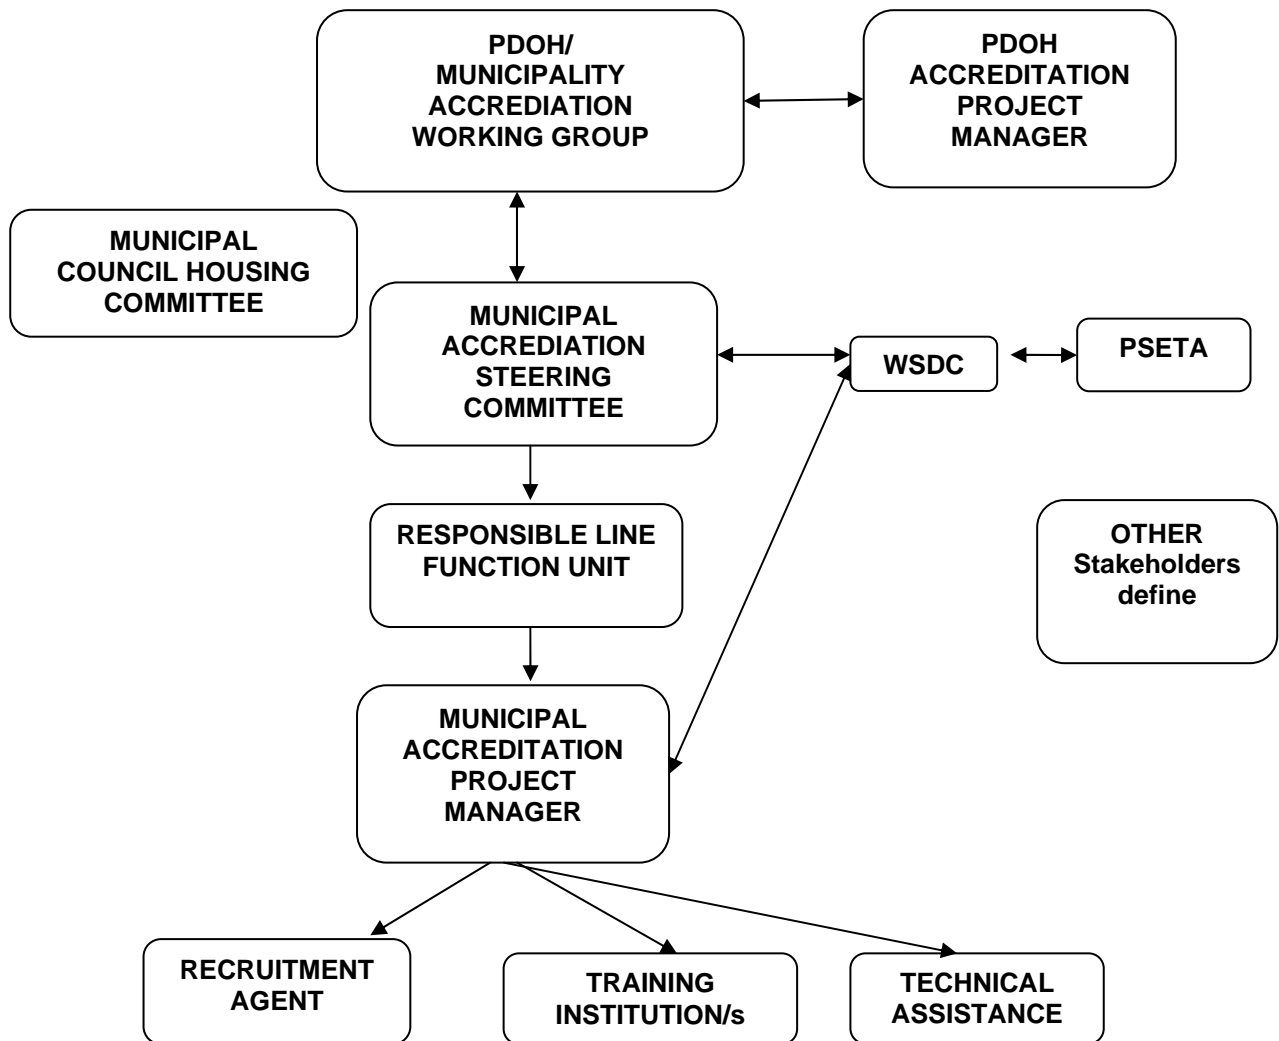 PDOH/
MUNICIPALITY
ACCREDIATION
WORKING GROUP
PDOH
ACCREDITATION
PROJECT
MANAGER
MUNICIPAL
COUNCIL HOUSING
COMMITTEE
MUNICIPAL
ACCREDIATION
STEERING
COMMITTEE
WSDC
PSETA
RESPONSIBLE LINE
FUNCTION UNIT
OTHER
Stakeholders
define
MUNICIPAL
ACCREDITATION
PROJECT
MANAGER
RECRUITMENT
AGENT
TRAINING
INSTITUTION/s
TECHNICAL
ASSISTANCE